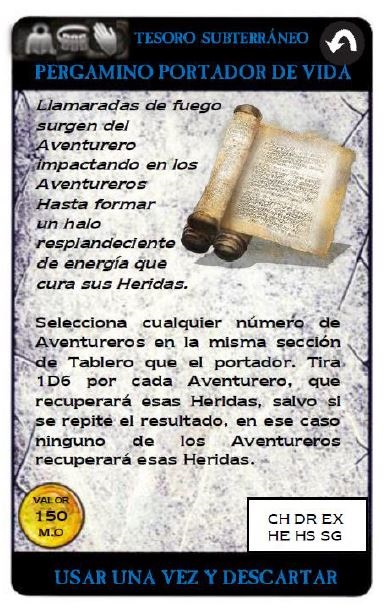 TESORO SUBTERRÁNEO
PERGAMINO PORTADOR DE VIDA
Llamaradas de fuego
surgen del
Aventurero
impactando en los
Aventureros
Hasta formar
un halo
resplandeciente
de energía que
cura sus Heridas.
Selecciona cualquier número de
Aventureros en la misma sección
de Tablero que el portador. Tira
1D6 por cada Aventurero, que
recuperará esas Heridas, salvo si
se repite el resultado, en ese caso
ninguno de los Aventureros
recuperará esas Heridas.
VALOR
150
M.O
CH DR EX
HE HS SG
USAR UNA VEZ Y DESCARTAR